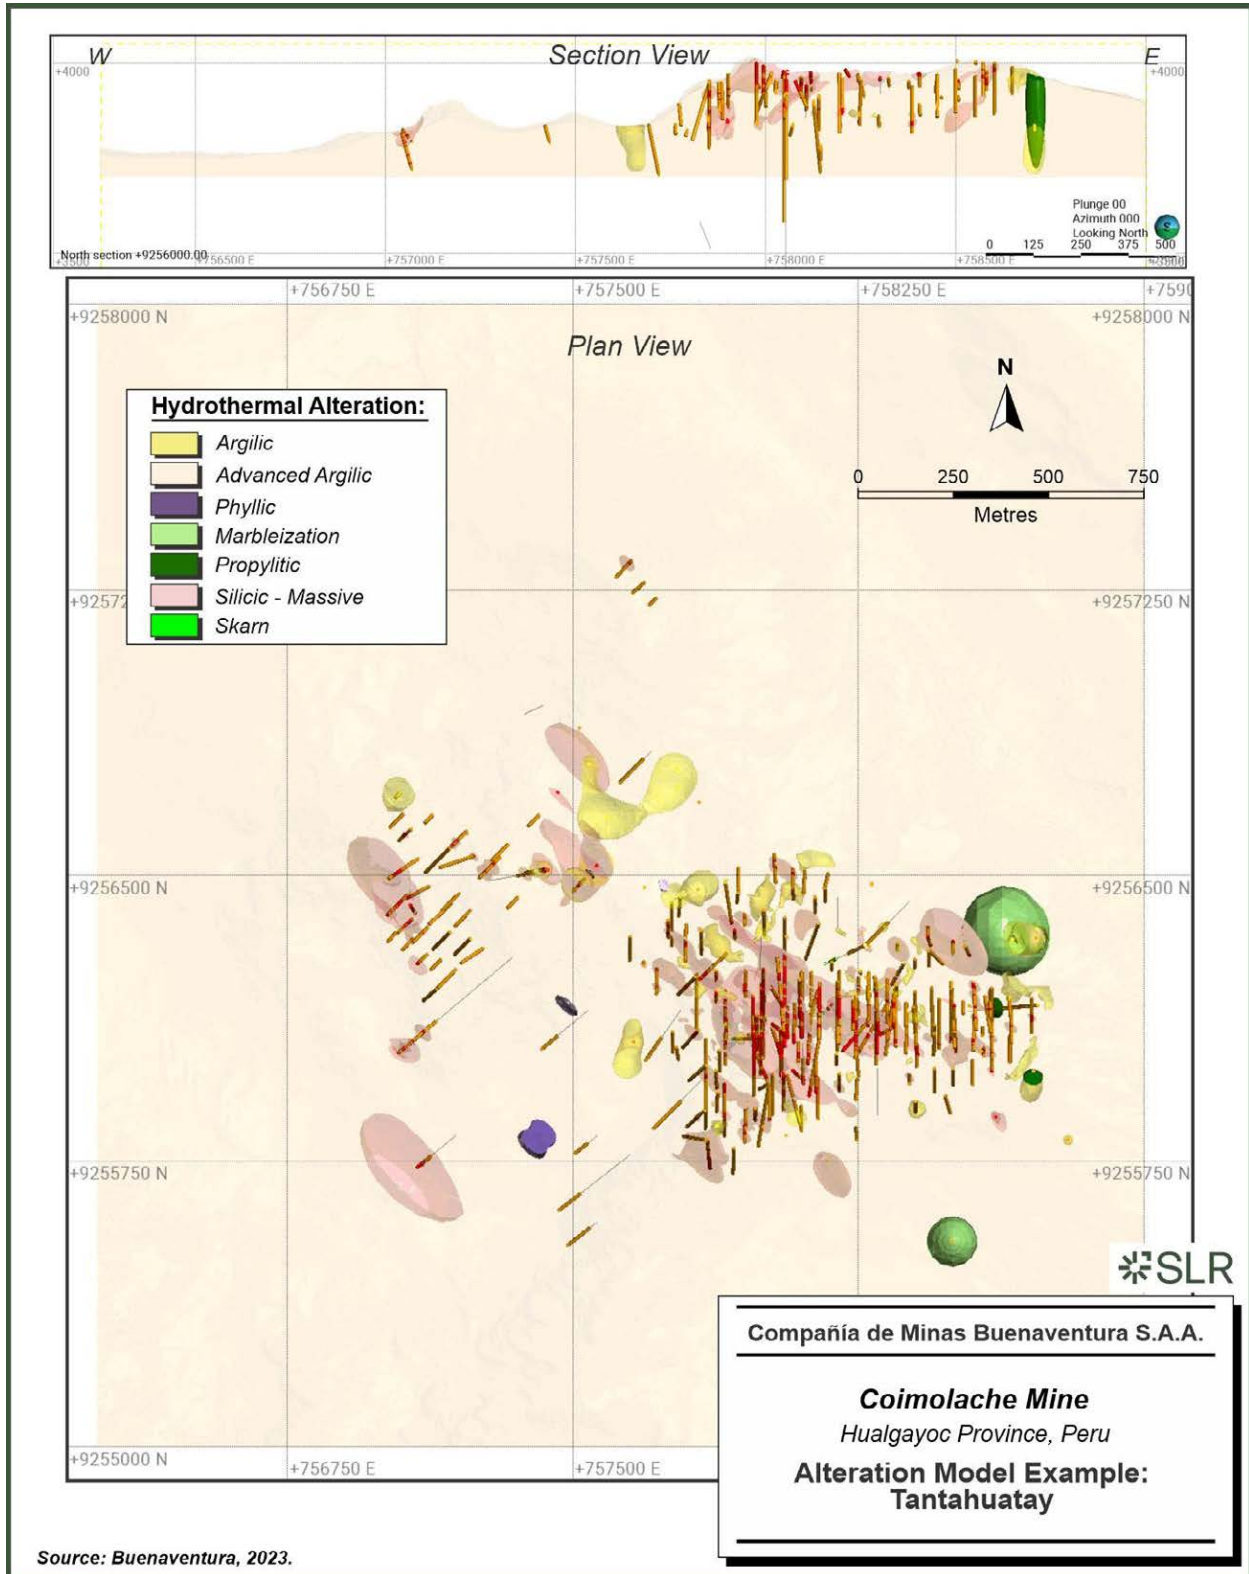 Section View
W
E
+4000
+4000
Plunge 00
Azimuth 000
Looking North
S
0 125 250 375 500
North section +9256000.00
+3500
+756500 E
+757000 E
+757500 E
+758000 E
+758500 E
+756750 E
+757500 E
+758250 E
+7590
+9258000 N
+9258000 N
Plan View
N
Hydrothermal Alteration:
Argilic
Advanced Argilic
Phyllic
Marbleization
Propylitic
Silicic - Massive
Skarn
0 250 500 750
Metres
+92572
+9257250 N
+9256500 N
+9256500 N
+9255750 N
+9255750 N
SLR
+9255000 N
+756750 E
+757500 E
Compañía de Minas Buenaventura S.A.A.
Coimolache Mine
Hualgayoc Province, Peru
Alteration Model Example:
Tantahuatay
Source: Buenaventura, 2023.